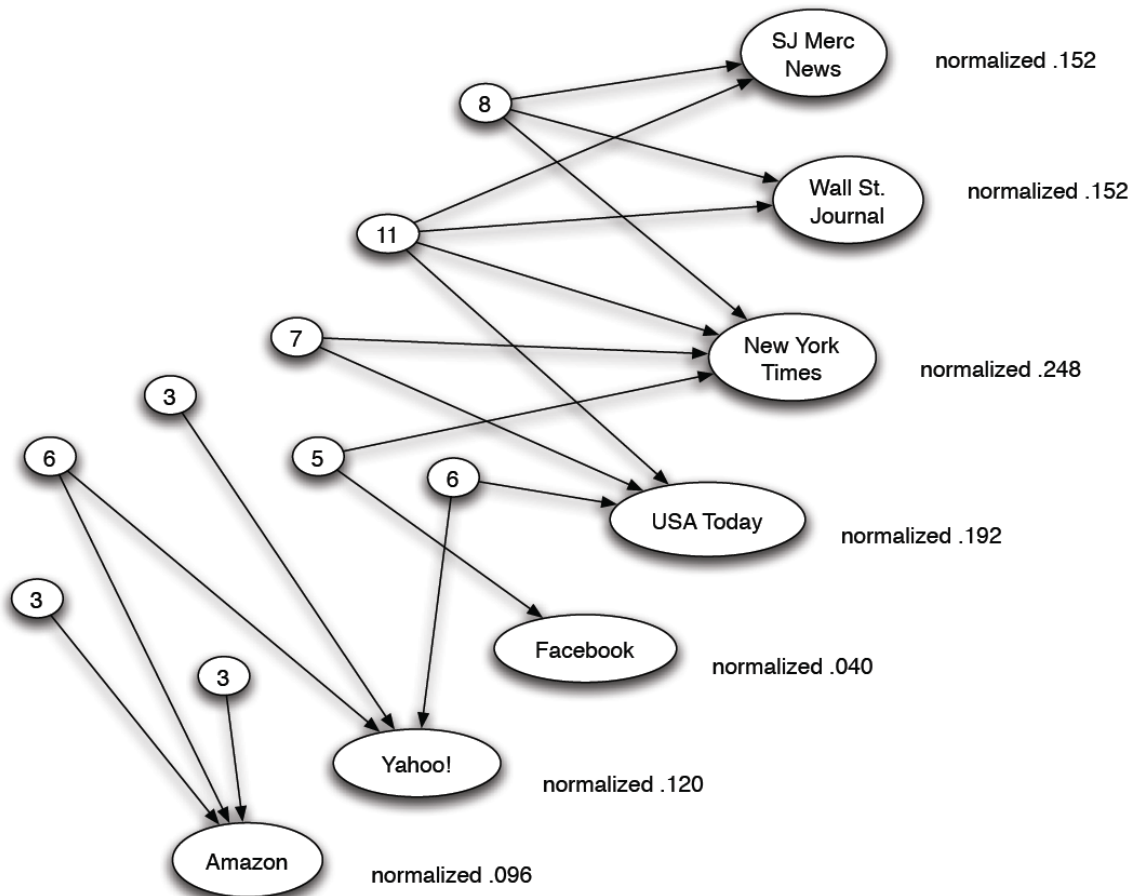 SJ Merc
News
normalized .152
8
Wall St.
Journal
normalized .152
11
7
New York
Times
normalized .248
3
6
5
6
USA Today
normalized .192
3
Facebook
normalized .040
3
Yahoo!
normalized .120
Amazon
normalized .096